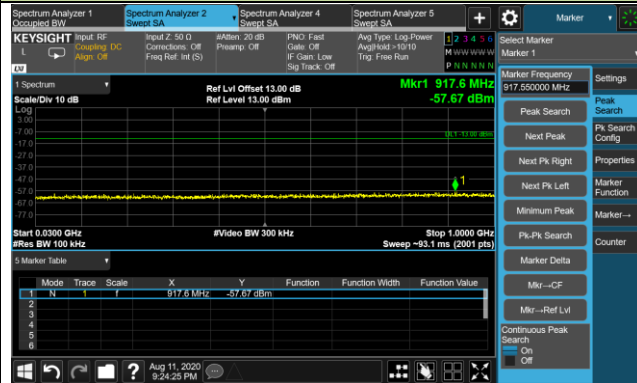 Spectrum Analyzer 1
Occupied BW
Spectrum Analyzer 2
Swept SA
Spectrum Analyzer 3
Swept SA
Spectrum Analyzer 4
Swept SA
Spectrum Analyzer 5
Swept SA
+
Marker
KEYSIGHT
L
LXI
Input: RF
Coupling: DC
Align: Off
Input Z: 50 Ω
Corrections: Off
Freq Ref: Int (S)
#Atten: 20 dB
Preamp: Off
PNO: Fast
Gate: Off
IF Gain: Low
Sig Track: Off
Avg Type: Log-Power
Avg|Hold >10/10
Trig: Free Run
1 2 3 4 5 6
M W W W W W
P N N N N N
Select Marker
Marker 1
1 Spectrum
Scale/Div 10 dB
Ref Lvl Offset 13.00 dB
Ref Level 13.00 dBm
Mkr1 917.6 MHz
-57.67 dBm
Log
3.00
-7.00
-17.0
-27.0
-37.0
-47.0
-57.0
-67.0
-77.0
DL1 -13.00 dBm
1
Start 0.0300 GHz
#Res BW 100 kHz
#Video BW 300 kHz
Stop 1.0000 GHz
Sweep ~93.1 ms (2001 pts)
5 Marker Table
Mode Trace Scale X Y Function Function Width Function Value
1 N 1 f 917.6 MHz -57.67 dBm
2
3
4
5
6
Marker Frequency
917.550000 MHz
Peak Search
Next Peak
Next Pk Right
Next Pk Left
Minimum Peak
Pk-Pk Search
Marker Delta
Mkr→CF
Mkr→Ref Lvl
Continuous Peak
Search
On
Off
Settings
Peak
Search
Pk Search
Config
Properties
Marker
Function
Marker→
Counter
?
Aug 11, 2020
9:24:25 PM